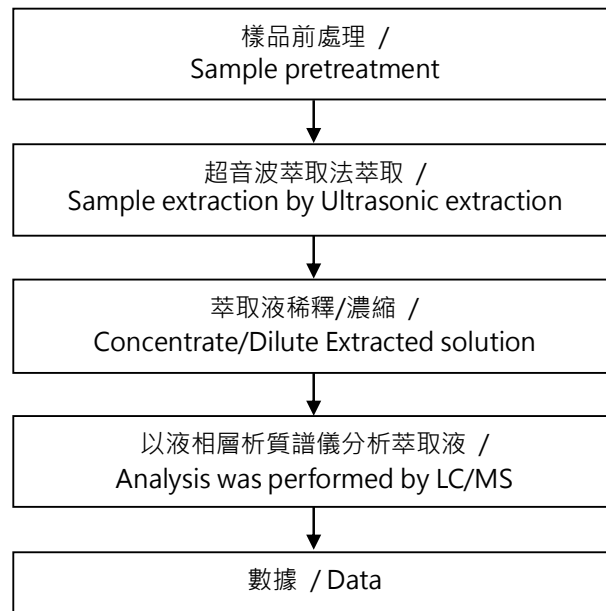 樣品前處理 /
Sample pretreatment
超音波萃取法萃取 /
Sample extraction by Ultrasonic extraction
萃取液稀釋/濃縮 /
Concentrate/Dilute Extracted solution
以液相層析質譜儀分析萃取液 /
Analysis was performed by LC/MS
數據 / Data